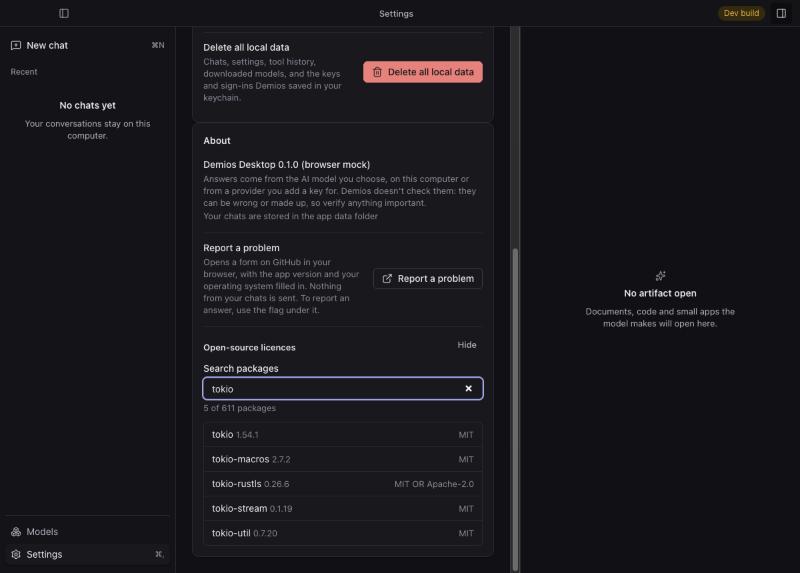 Settings
Dev build
New chat
⌘N
Recent
No chats yet
Your conversations stay on this
computer.
Models
Settings
⌘,
Delete all local data
Chats, settings, tool history,
downloaded models, and the keys
and sign-ins Demios saved in your
keychain.
Delete all local data
About
Demios Desktop 0.1.0 (browser mock)
Answers come from the AI model you choose, on this computer or
from a provider you add a key for. Demios doesn't check them: they
can be wrong or made up, so verify anything important.
Your chats are stored in the app data folder
Report a problem
Opens a form on GitHub in your
browser, with the app version and your
operating system filled in. Nothing
from your chats is sent. To report an
answer, use the flag under it.
Report a problem
Open-source licences
Hide
Search packages
tokio
5 of 611 packages
tokio 1.54.1 MIT
tokio-macros 2.7.2 MIT
tokio-rustls 0.26.6 MIT OR Apache-2.0
tokio-stream 0.1.19 MIT
tokio-util 0.7.20 MIT
No artifact open
Documents, code and small apps the
model makes will open here.